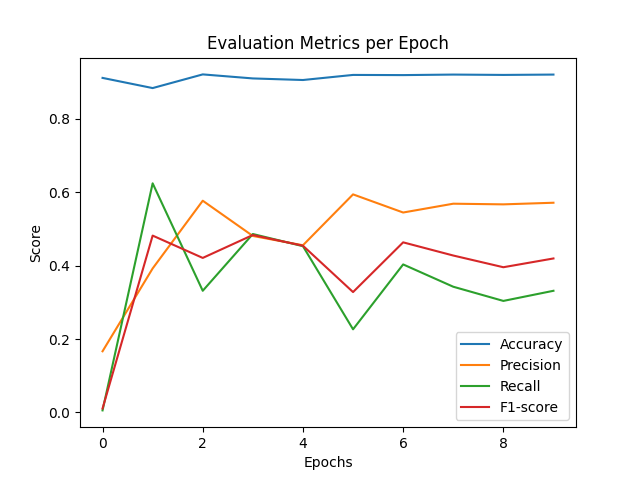 Evaluation Metrics per Epoch
Score
0.8
0.6
0.4
0.2
0.0
0 2 4 6 8
Epochs
Accuracy
Precision
Recall
F1-score